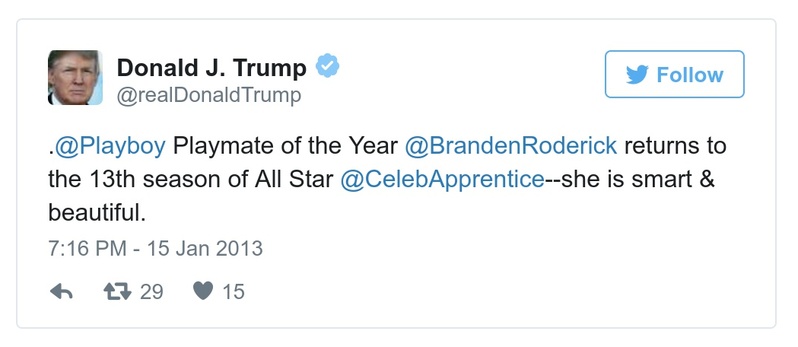 Donald J. Trump
@realDonaldTrump
Follow
.@Playboy Playmate of the Year @BrandenRoderick returns to
the 13th season of All Star @CelebApprentice--she is smart &
beautiful.
7:16 PM - 15 Jan 2013
29 15